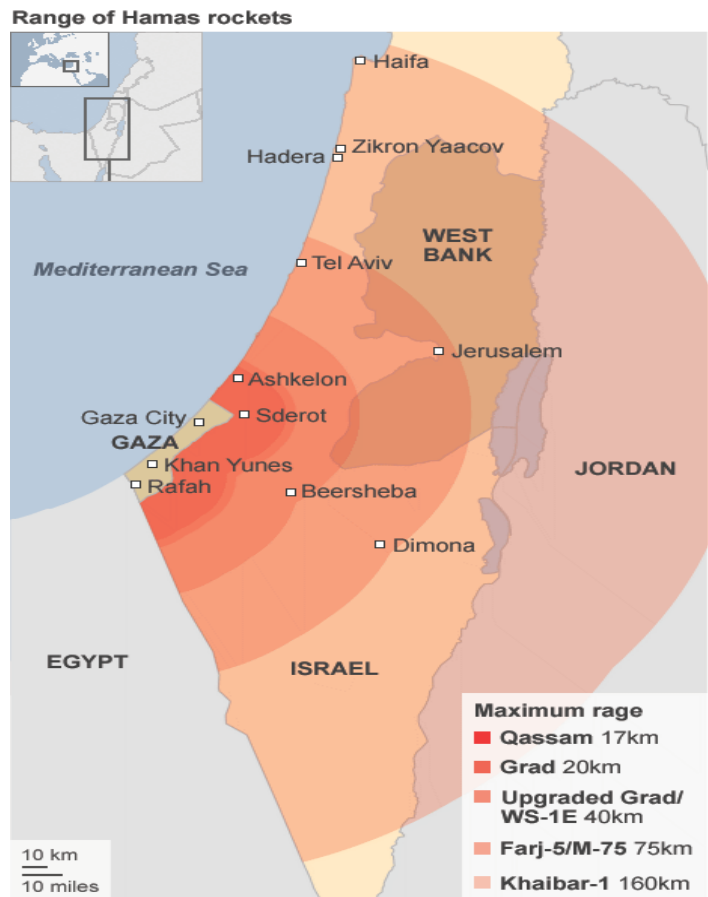 Range of Hamas rockets
Haifa
Zikron Yaacov
Hadera
WEST
BANK
Mediterranean Sea
Tel Aviv
Jerusalem
Ashkelon
Gaza City
Sderot
GAZA
Khan Yunes
JORDAN
Rafah
Beersheba
Dimona
EGYPT
ISRAEL
Maximum rage
Qassam 17km
Grad 20km
Upgraded Grad/
WS-1E 40km
Farj-5/M-75 75km
Khaibar-1 160km
10 km
10 miles